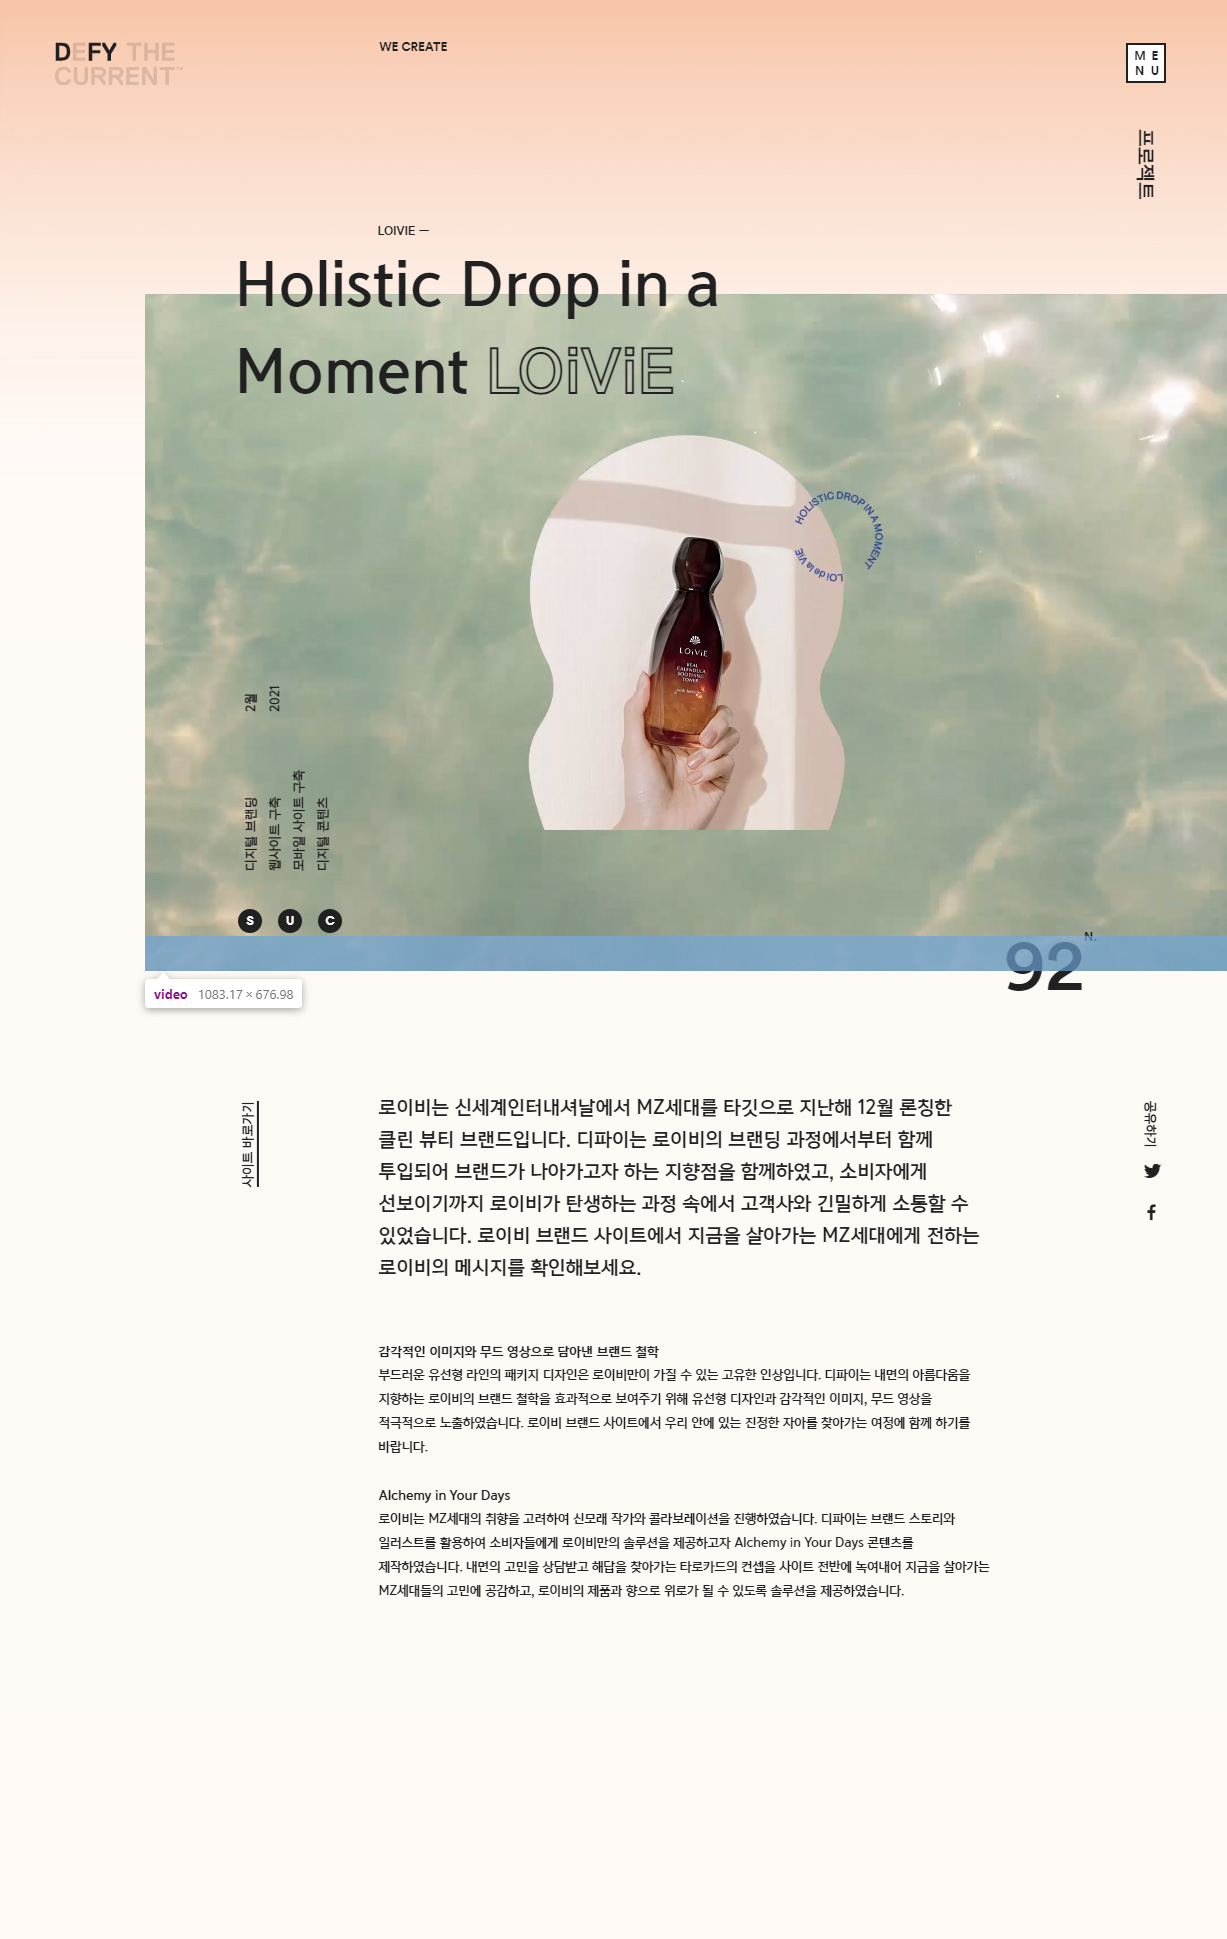 DEFY THE
CURRENT™
WE CREATE
M E
N U
프로젝트
LOIVIE —
Holistic Drop in a
Moment LOiViE
HOLISTIC DROP IN A MOMENT
LOi de la ViE
LOiViE
REAL
CALENDULA
SOOTHING
TONER
2월
2021
디지털 브랜딩
웹사이트 구축
모바일 사이트 구축
디지털 콘텐츠
S U C
N.
92
video 1083.17 × 676.98
사이트 바로가기
로이비는 신세계인터내셔날에서 MZ세대를 타깃으로 지난해 12월 론칭한
클린 뷰티 브랜드입니다. 디파이는 로이비의 브랜딩 과정에서부터 함께
투입되어 브랜드가 나아가고자 하는 지향점을 함께하였고, 소비자에게
선보이기까지 로이비가 탄생하는 과정 속에서 고객사와 긴밀하게 소통할 수
있었습니다. 로이비 브랜드 사이트에서 지금을 살아가는 MZ세대에게 전하는
로이비의 메시지를 확인해보세요.
공유하기
감각적인 이미지와 무드 영상으로 담아낸 브랜드 철학
부드러운 유선형 라인의 패키지 디자인은 로이비만이 가질 수 있는 고유한 인상입니다. 디파이는 내면의 아름다움을
지향하는 로이비의 브랜드 철학을 효과적으로 보여주기 위해 유선형 디자인과 감각적인 이미지, 무드 영상을
적극적으로 노출하였습니다. 로이비 브랜드 사이트에서 우리 안에 있는 진정한 자아를 찾아가는 여정에 함께 하기를
바랍니다.
Alchemy in Your Days
로이비는 MZ세대의 취향을 고려하여 신모래 작가와 콜라보레이션을 진행하였습니다. 디파이는 브랜드 스토리와
일러스트를 활용하여 소비자들에게 로이비만의 솔루션을 제공하고자 Alchemy in Your Days 콘텐츠를
제작하였습니다. 내면의 고민을 상담받고 해답을 찾아가는 타로카드의 컨셉을 사이트 전반에 녹여내어 지금을 살아가는
MZ세대들의 고민에 공감하고, 로이비의 제품과 향으로 위로가 될 수 있도록 솔루션을 제공하였습니다.